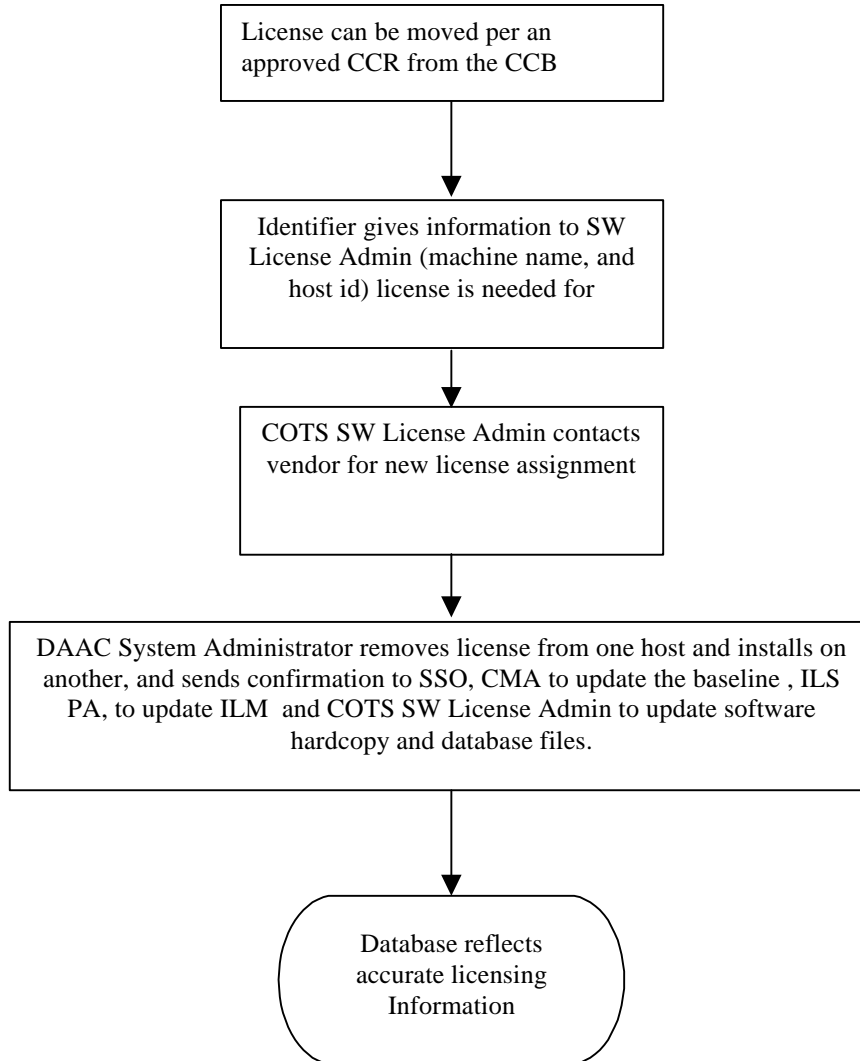 License can be moved per an
approved CCR from the CCB
Identifier gives information to SW
License Admin (machine name, and
host id) license is needed for
COTS SW License Admin contacts
vendor for new license assignment
DAAC System Administrator removes license from one host and installs on
another, and sends confirmation to SSO, CMA to update the baseline , ILS
PA, to update ILM  and COTS SW License Admin to update software
hardcopy and database files.
Database reflects
accurate licensing
Information